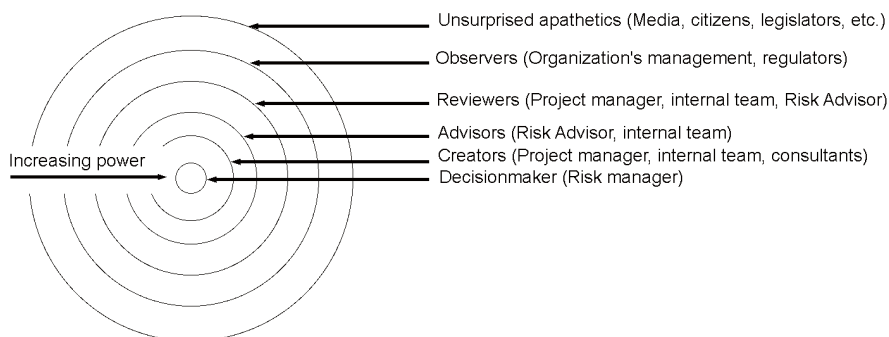 Unsurprised apathetics (Media, citizens, legislators, etc.)
Observers (Organization's management, regulators)
Reviewers (Project manager, internal team, Risk Advisor)
Advisors (Risk Advisor, internal team)
Creators (Project manager, internal team, consultants)
Increasing power
Decisionmaker (Risk manager)